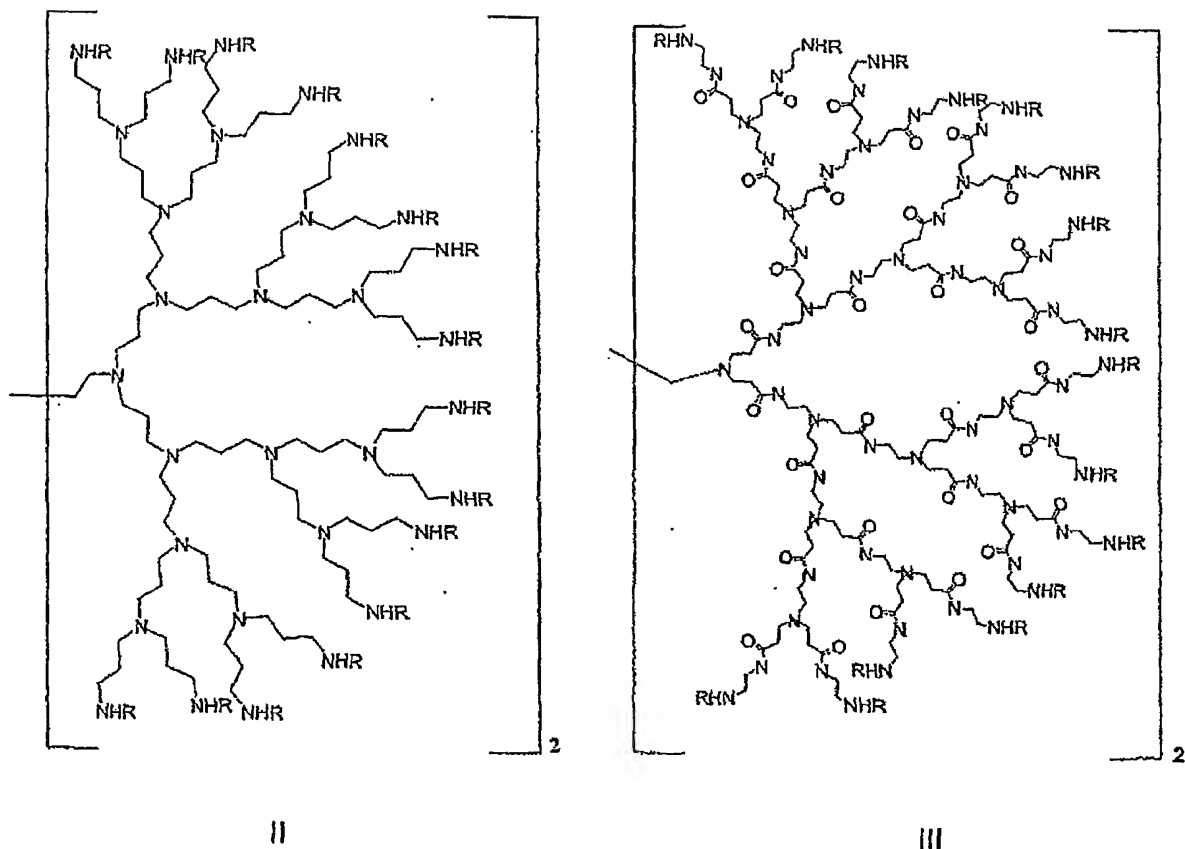 NHR NHR NHR
NHR
N N
NHR
N N NHR
NHR
N N N
NHR
N
NHR
N N N
NHR
N NHR
N
NHR
N N
NHR
NHR NHR NHR
2
II
RHN NHR
N N NHR
O O N
N O O N NHR NHR
N O N
N O O N O N
O O N N O N NHR
N O N
N O N NHR
O N O N N
O N N O
N O O N NHR
O N
N O N O NHR
O N N
N O N O
O N N O N NHR
O N O
N N O N NHR
N O O N NHR
O N N N NHR
N O O N
N O N NHR
O O N RHN
N N
RHN NHR
2
III